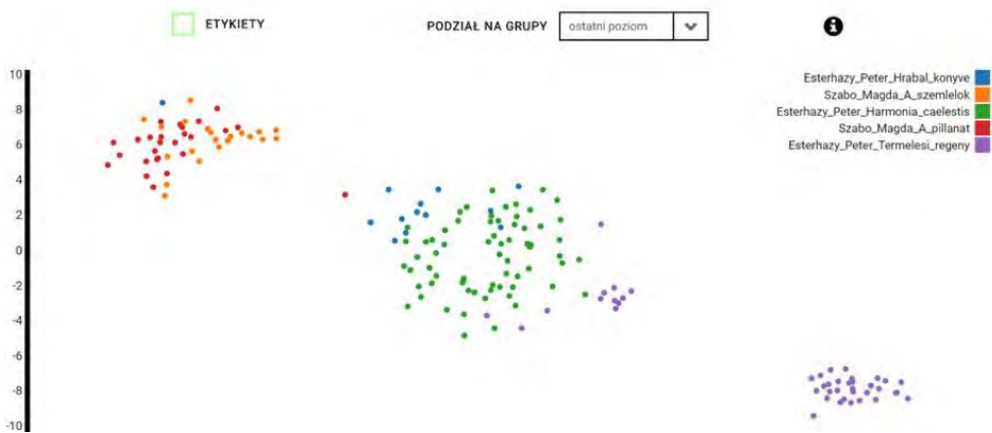 ETYKIETY
PODZIAŁ NA GRUPY
ostatni poziom
i
Esterhazy_Peter_Hrabal_konyve
Szabo_Magda_A_szemlelok
Esterhazy_Peter_Harmonia_caelestis
Szabo_Magda_A_pillanat
Esterhazy_Peter_Termelesi_regeny
10
8
6
4
2
0
-2
-4
-6
-8
-10